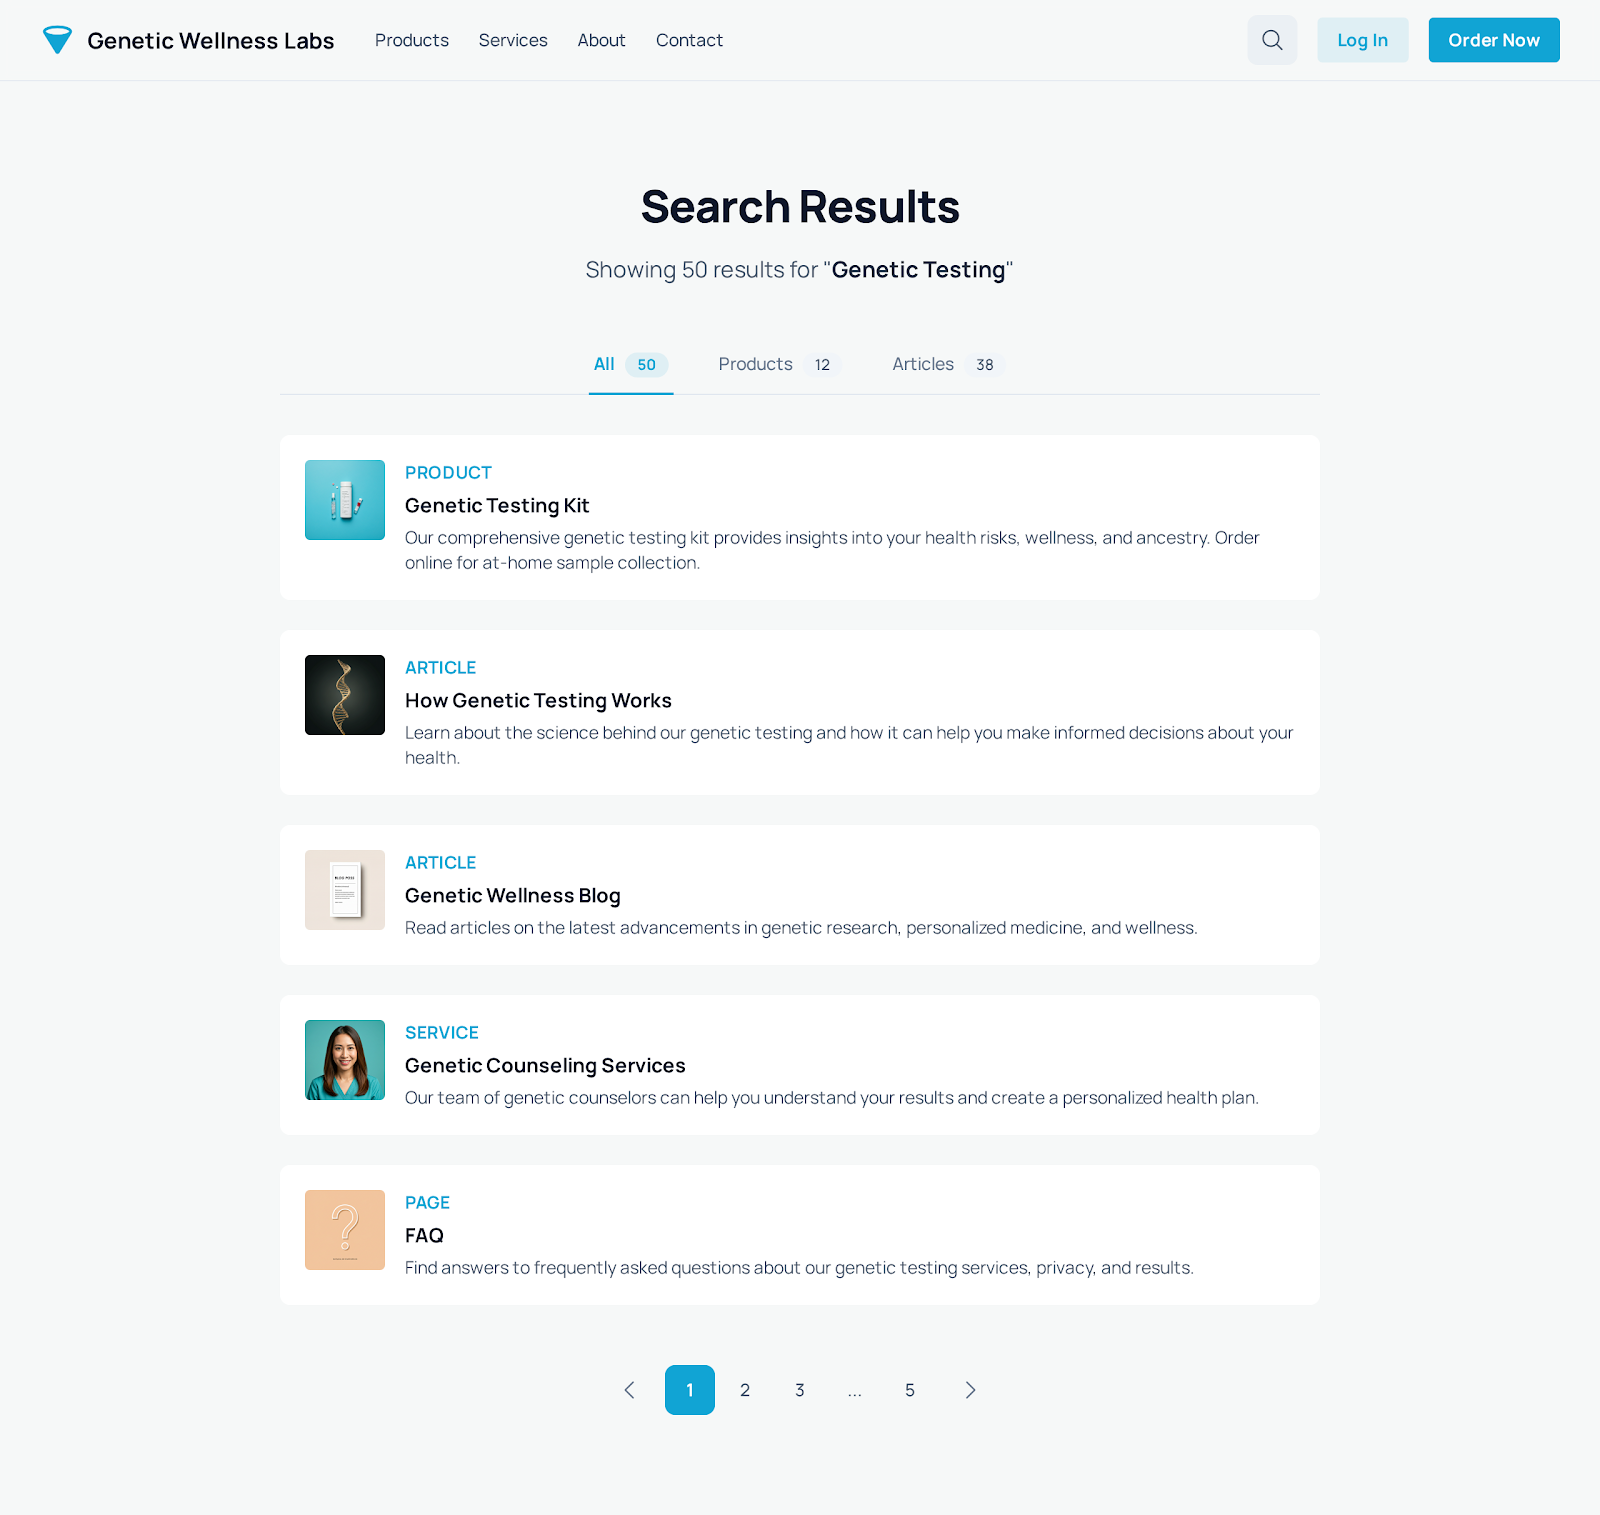 Genetic Wellness Labs
Products
Services
About
Contact
Log In
Order Now
Search Results
Showing 50 results for "Genetic Testing"
All 50
Products 12
Articles 38
PRODUCT
Genetic Testing Kit
Our comprehensive genetic testing kit provides insights into your health risks, wellness, and ancestry. Order
online for at-home sample collection.
ARTICLE
How Genetic Testing Works
Learn about the science behind our genetic testing and how it can help you make informed decisions about your
health.
ARTICLE
Genetic Wellness Blog
Read articles on the latest advancements in genetic research, personalized medicine, and wellness.
SERVICE
Genetic Counseling Services
Our team of genetic counselors can help you understand your results and create a personalized health plan.
?
PAGE
FAQ
Find answers to frequently asked questions about our genetic testing services, privacy, and results.
1 2 3 ... 5